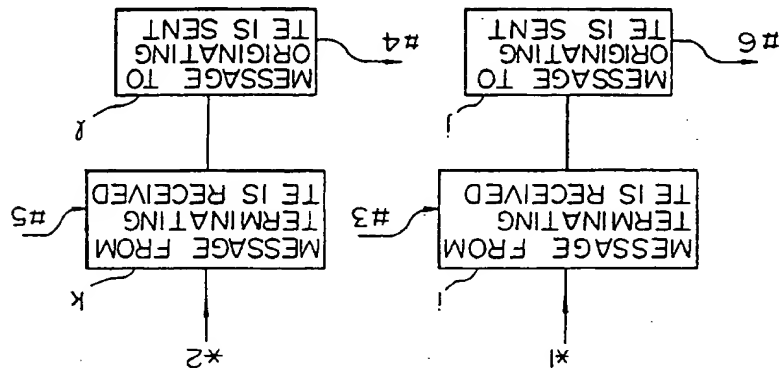 *1
i
MESSAGE FROM
TERMINATING
TE IS RECEIVED
#3
j
MESSAGE TO
ORIGINATING
TE IS SENT
#6
*2
k
MESSAGE FROM
TERMINATING
TE IS RECEIVED
#5
ℓ
MESSAGE TO
ORIGINATING
TE IS SENT
#4